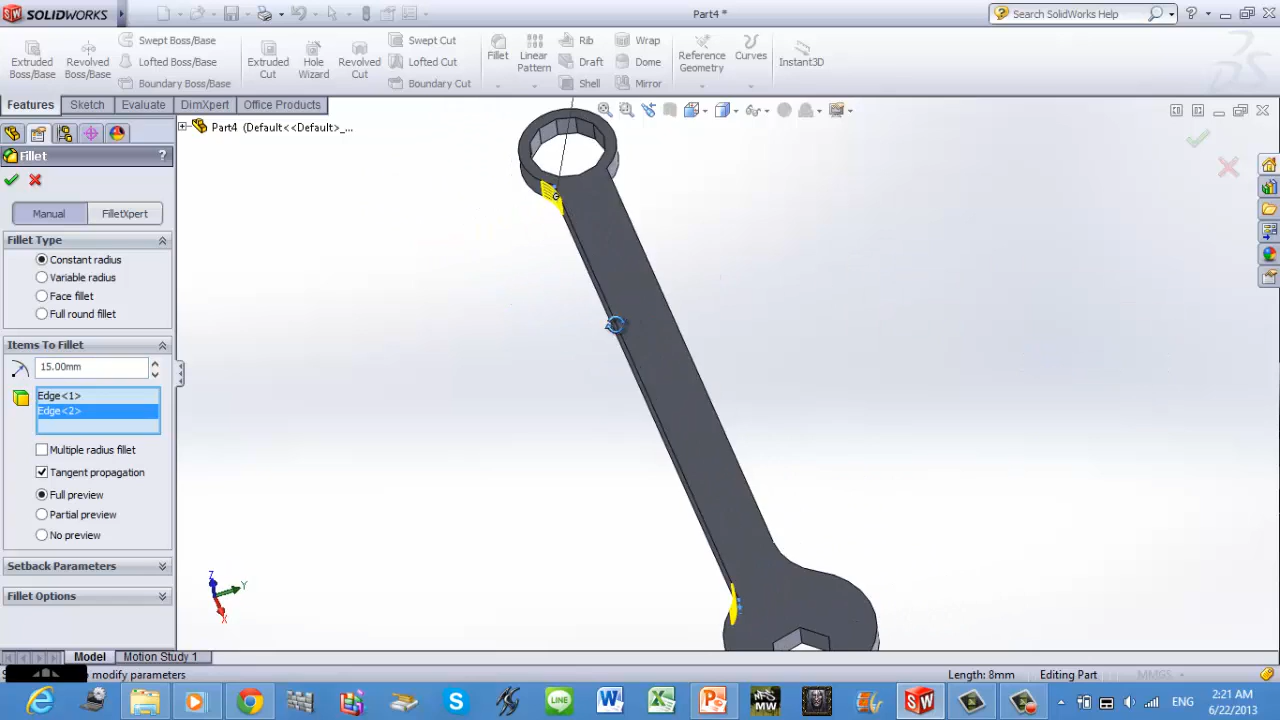 SOLIDWORKS
Part4 *
Search SolidWorks Help
Extruded Boss/Base
Revolved Boss/Base
Swept Boss/Base
Lofted Boss/Base
Boundary Boss/Base
Extruded Cut
Hole Wizard
Revolved Cut
Swept Cut
Lofted Cut
Boundary Cut
Fillet
Linear Pattern
Rib
Draft
Shell
Wrap
Dome
Mirror
Reference Geometry
Curves
Instant3D
Features
Sketch
Evaluate
DimXpert
Office Products
Part4 (Default<<Default>_...
Fillet
?
Manual
FilletXpert
Fillet Type
Constant radius
Variable radius
Face fillet
Full round fillet
Items To Fillet
15.00mm
Edge<1>
Edge<2>
Multiple radius fillet
Tangent propagation
Full preview
Partial preview
No preview
Setback Parameters
Fillet Options
Z
Y
X
Model
Motion Study 1
modify parameters
Length: 8mm
Editing Part
MMGS
ENG
2:21 AM
6/22/2013